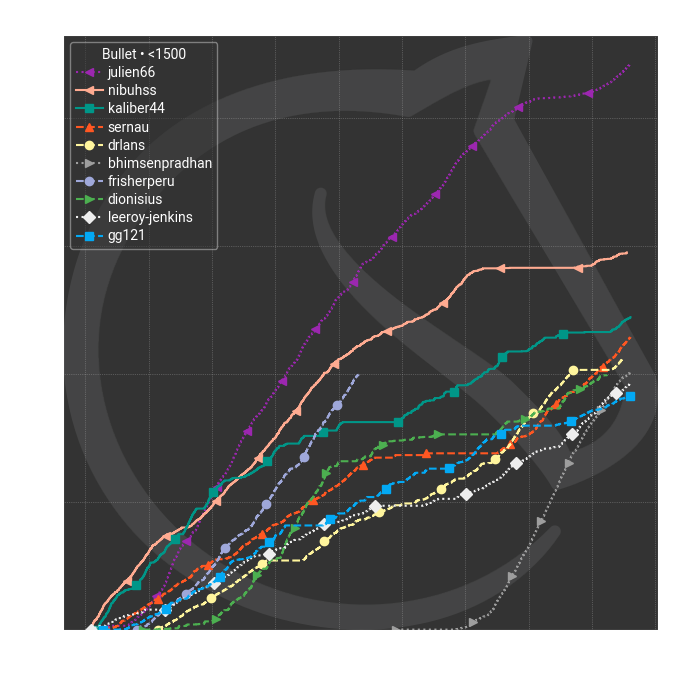 Bullet • <1500
julien66
nibuhss
kaliber44
sernau
drlans
bhimsenpradhan
frisherperu
dionisius
leeroy-jenkins
gg121